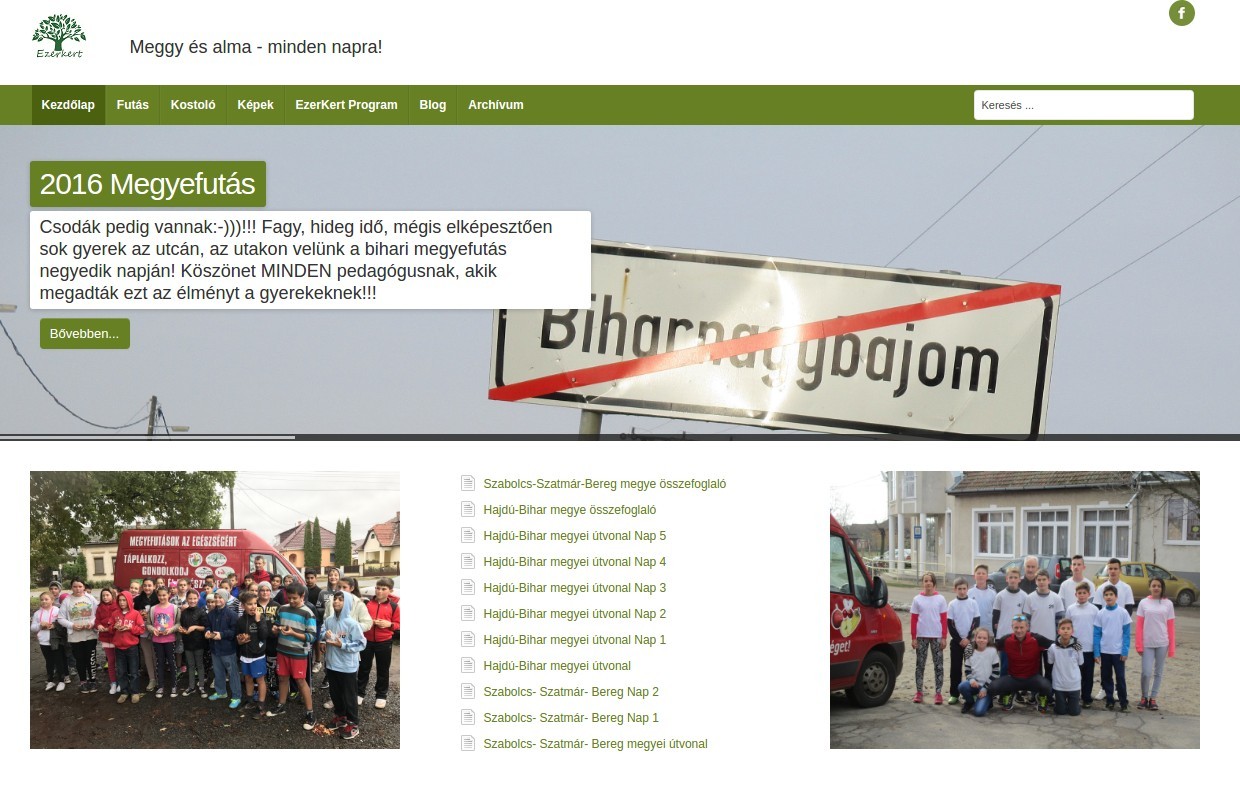 Ezerkert
Meggy és alma - minden napra!
Kezdőlap
Futás
Kostoló
Képek
EzerKert Program
Blog
Archívum
Keresés ...
2016 Megyefutás
Csodák pedig vannak:-)))!!! Fagy, hideg idő, mégis elképesztően
sok gyerek az utcán, az utakon velünk a bihari megyefutás
negyedik napján! Köszönet MINDEN pedagógusnak, akik
megadták ezt az élményt a gyerekeknek!!!
Bővebben...
Biharnagybajom
MEGYEFUTÁSOK AZ EGÉSZSÉGÉRT
TÁPLÁLKOZZ,
GONDOLKODJ
Szabolcs-Szatmár-Bereg megye összefoglaló
Hajdú-Bihar megye összefoglaló
Hajdú-Bihar megyei útvonal Nap 5
Hajdú-Bihar megyei útvonal Nap 4
Hajdú-Bihar megyei útvonal Nap 3
Hajdú-Bihar megyei útvonal Nap 2
Hajdú-Bihar megyei útvonal Nap 1
Hajdú-Bihar megyei útvonal
Szabolcs- Szatmár- Bereg Nap 2
Szabolcs- Szatmár- Bereg Nap 1
Szabolcs- Szatmár- Bereg megyei útvonal